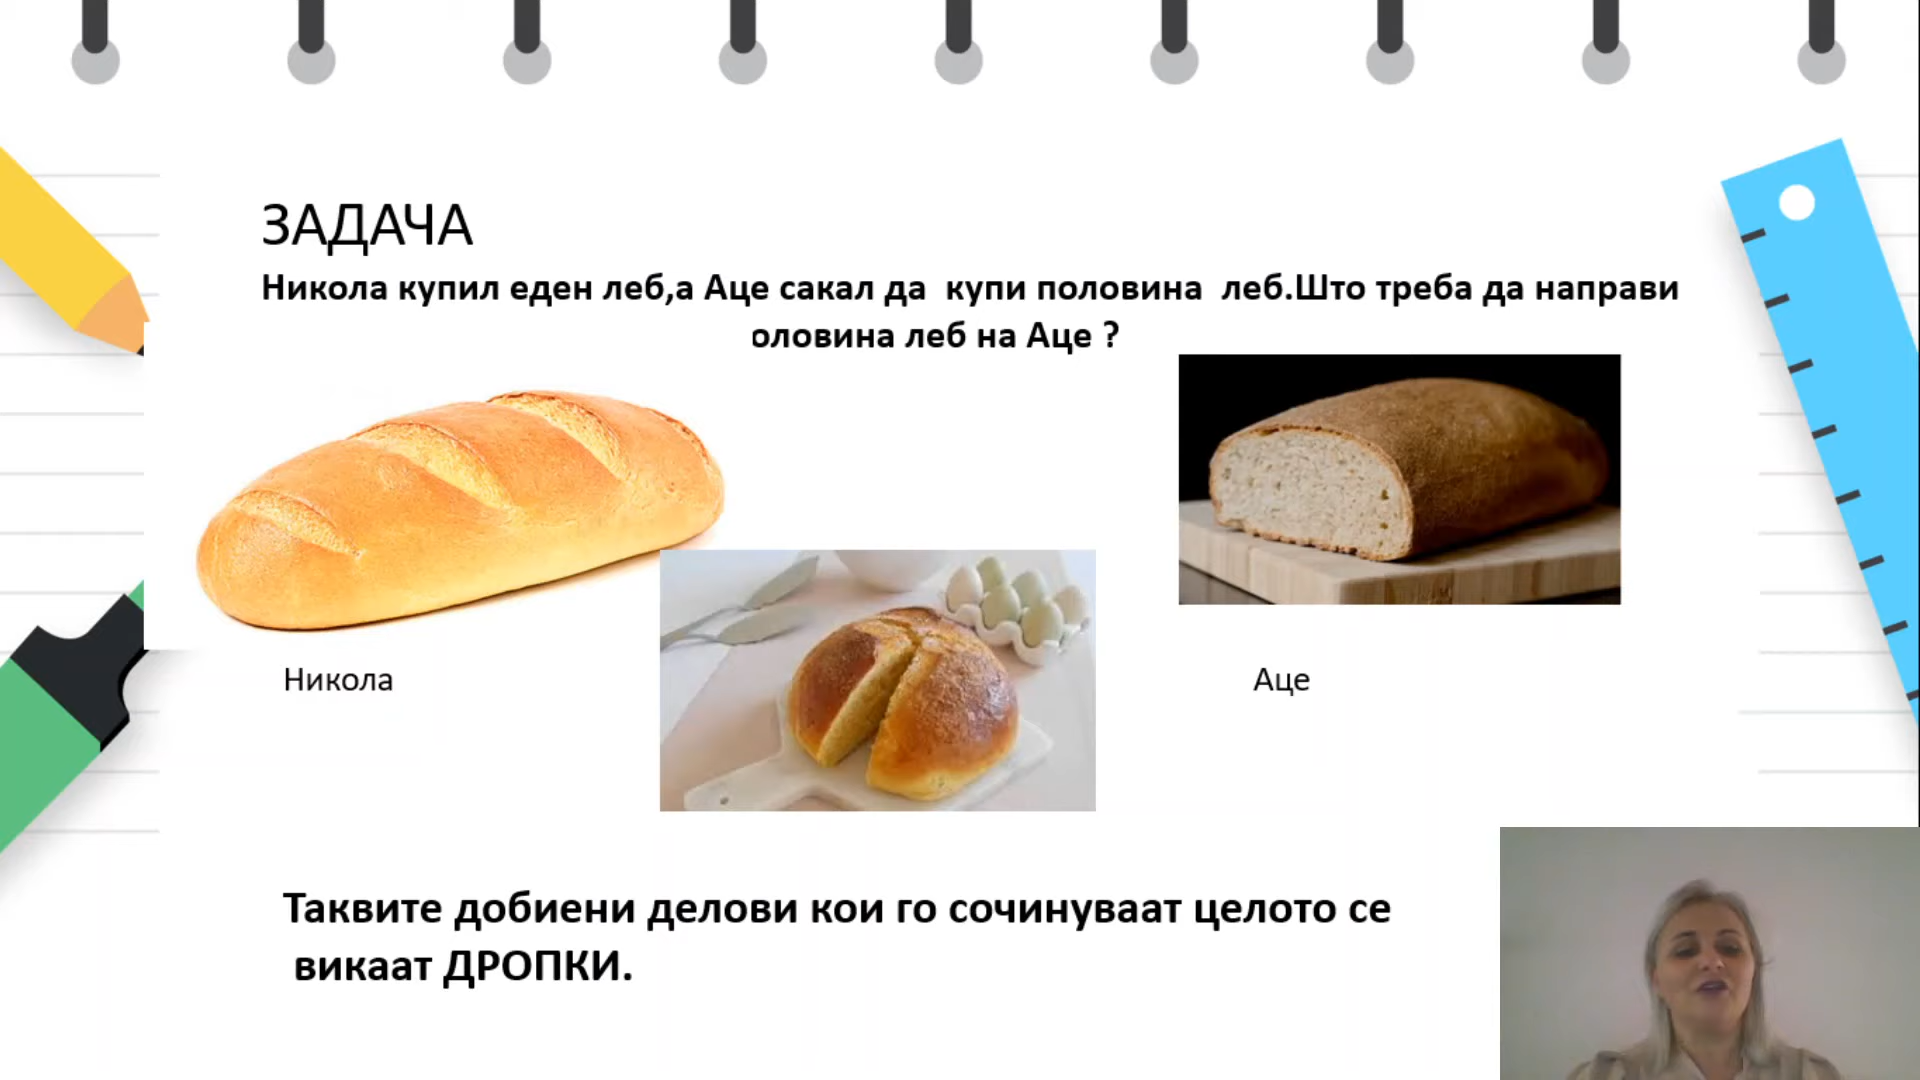 ЗАДАЧА
Никола купил еден леб,а Аце сакал да купи половина леб.Што треба да направи
оловина леб на Аце ?
Никола
Аце
Таквите добиени делови кои го сочинуваат целото се
викаат ДРОПКИ.